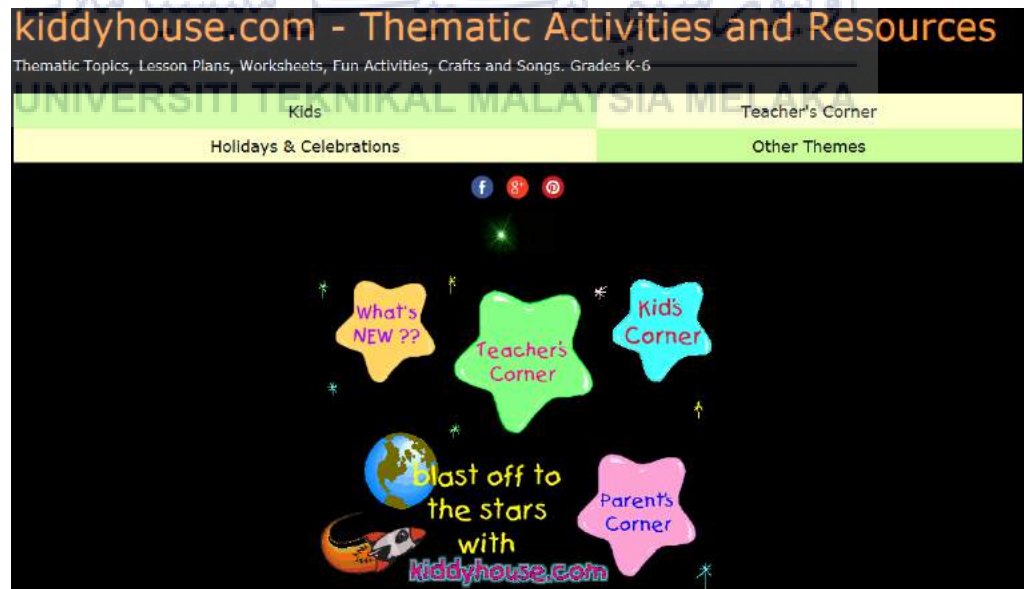 kiddyhouse.com - Thematic Activities and Resources
Thematic Topics, Lesson Plans, Worksheets, Fun Activities, Crafts and Songs. Grades K-6
UNIVERSITI TEKNIKAL MALAYSIA MELAKA
Kids
Teacher's Corner
Holidays & Celebrations
Other Themes
f 8+ p
What's
NEW ??
Teacher's
Corner
Kid's
Corner
blast off to
the stars
with
kiddyhouse.com
Parent's
Corner